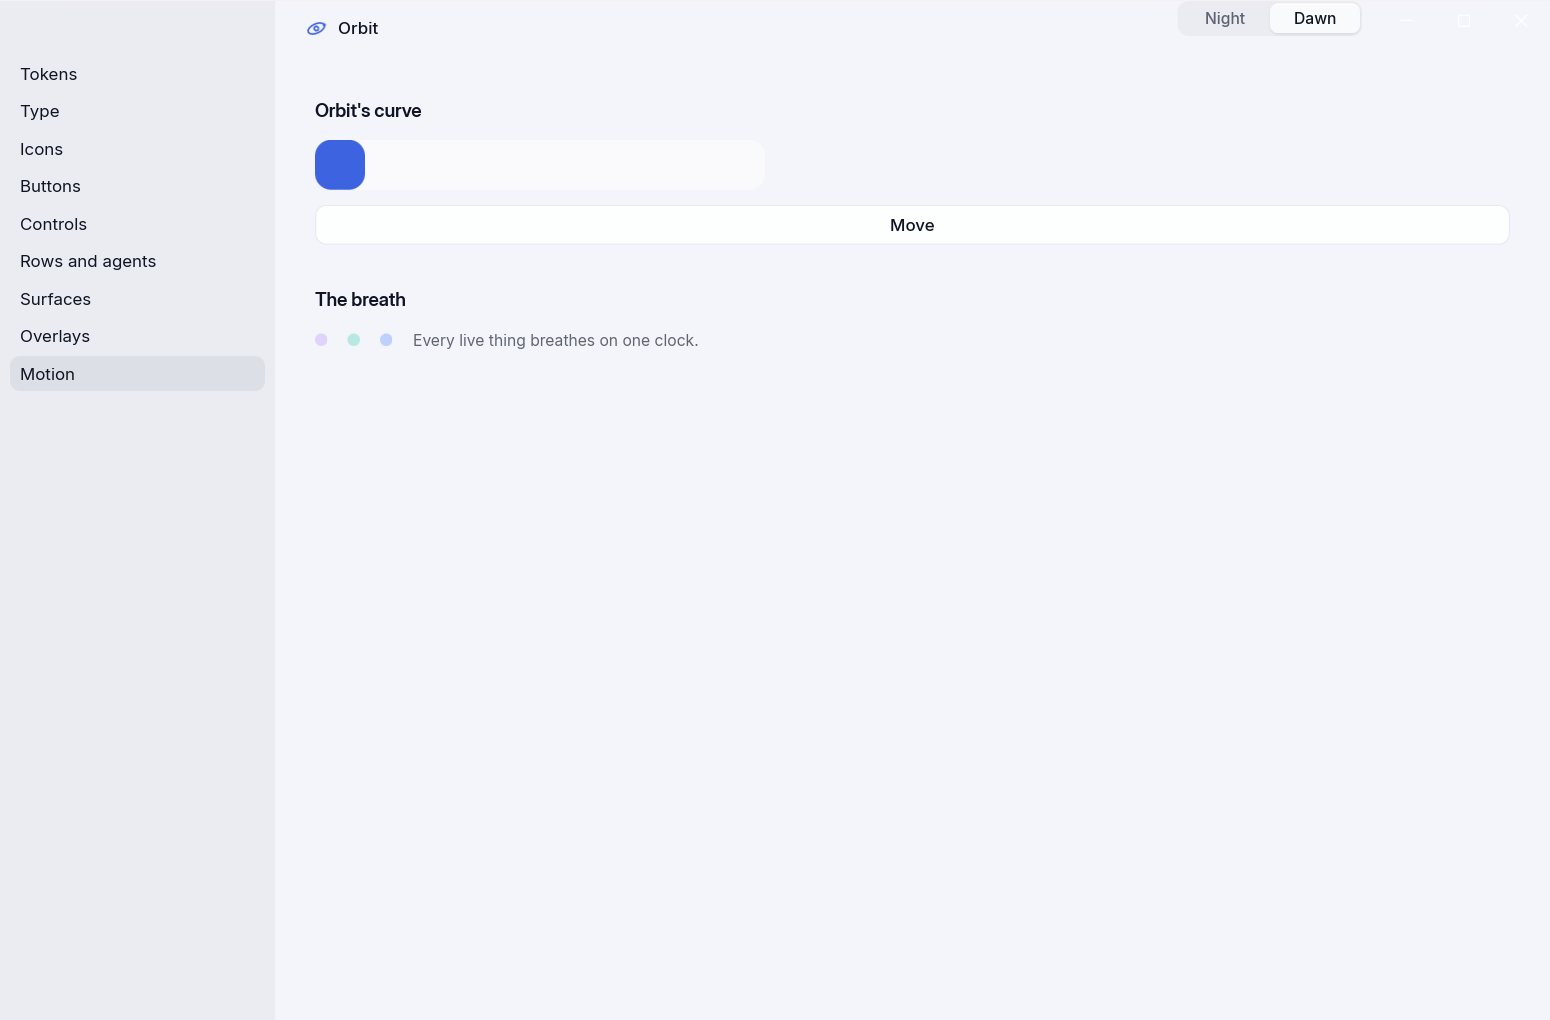 Orbit
Night
Dawn
Tokens
Type
Icons
Buttons
Controls
Rows and agents
Surfaces
Overlays
Motion
Orbit's curve
Move
The breath
Every live thing breathes on one clock.